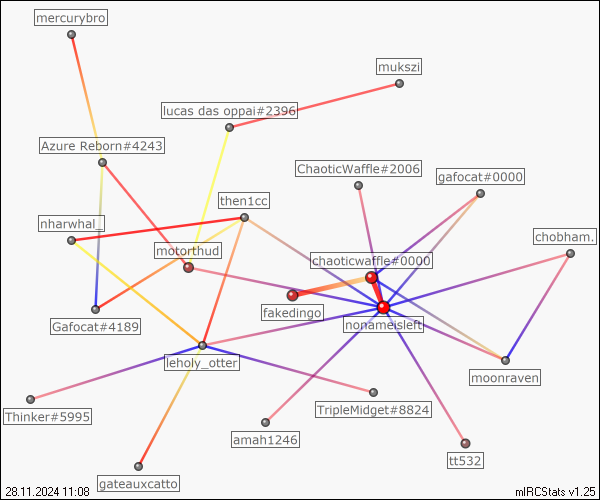 mercurybro
mukszi
lucas das oppai#2396
Azure Reborn#4243
ChaoticWaffle#2006
gafocat#0000
then1cc
nharwhal_
chobham.
motorthud
chaoticwaffle#0000
fakedingo
Gafocat#4189
nonameisleft
leholy_otter
moonraven
Thinker#5995
TripleMidget#8824
amah1246
tt532
gateauxcatto
28.11.2024 11:08
mIRCStats v1.25